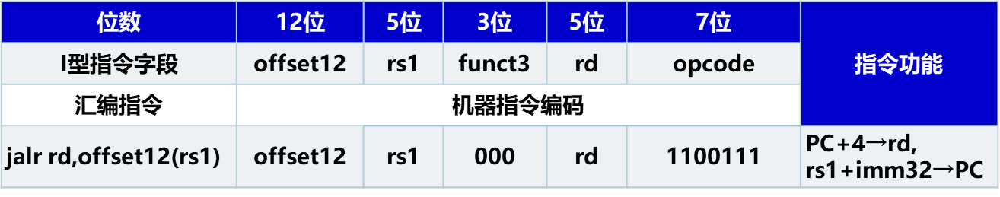 位数 12位 5位 3位 5位 7位 指令功能
I型指令字段 offset12 rs1 funct3 rd opcode
汇编指令 机器指令编码
jalr rd,offset12(rs1) offset12 rs1 000 rd 1100111 PC+4→rd,
rs1+imm32→PC